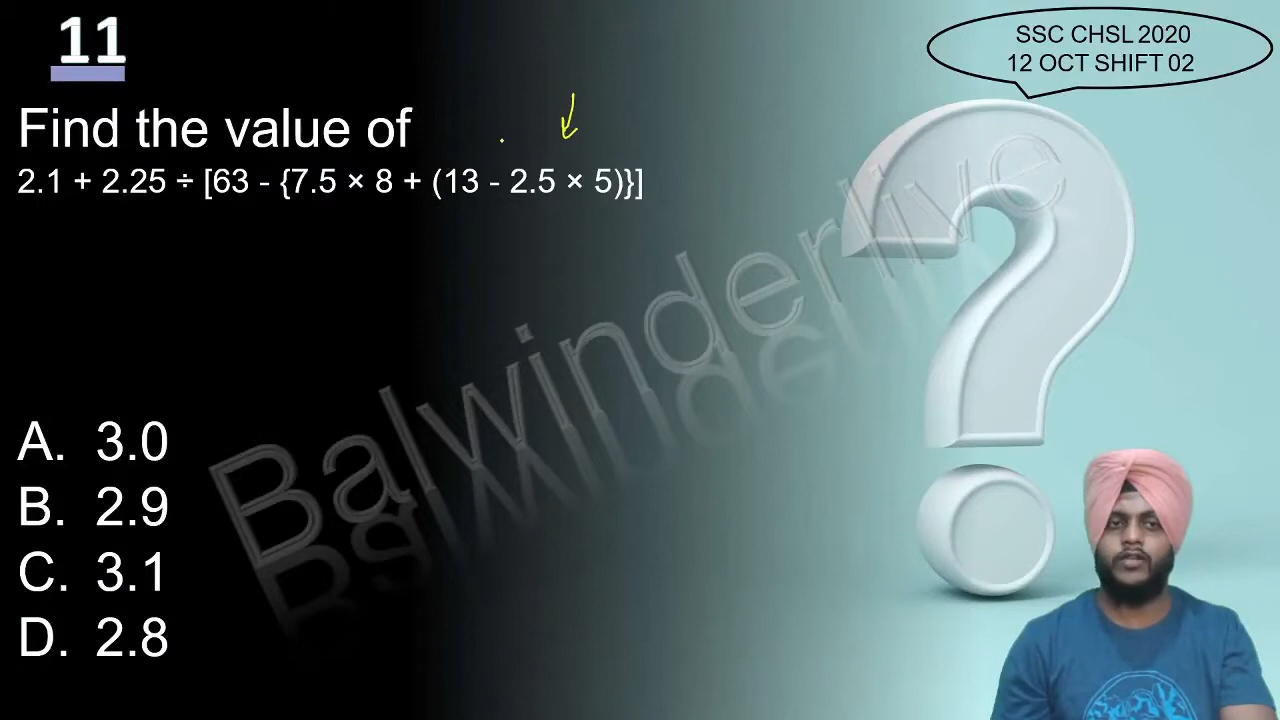 11
SSC CHSL 2020
12 OCT SHIFT 02
Find the value of
2.1 + 2.25 ÷ [63 - {7.5 × 8 + (13 - 2.5 × 5)}]
Balwinderlive
A. 3.0
B. 2.9
C. 3.1
D. 2.8